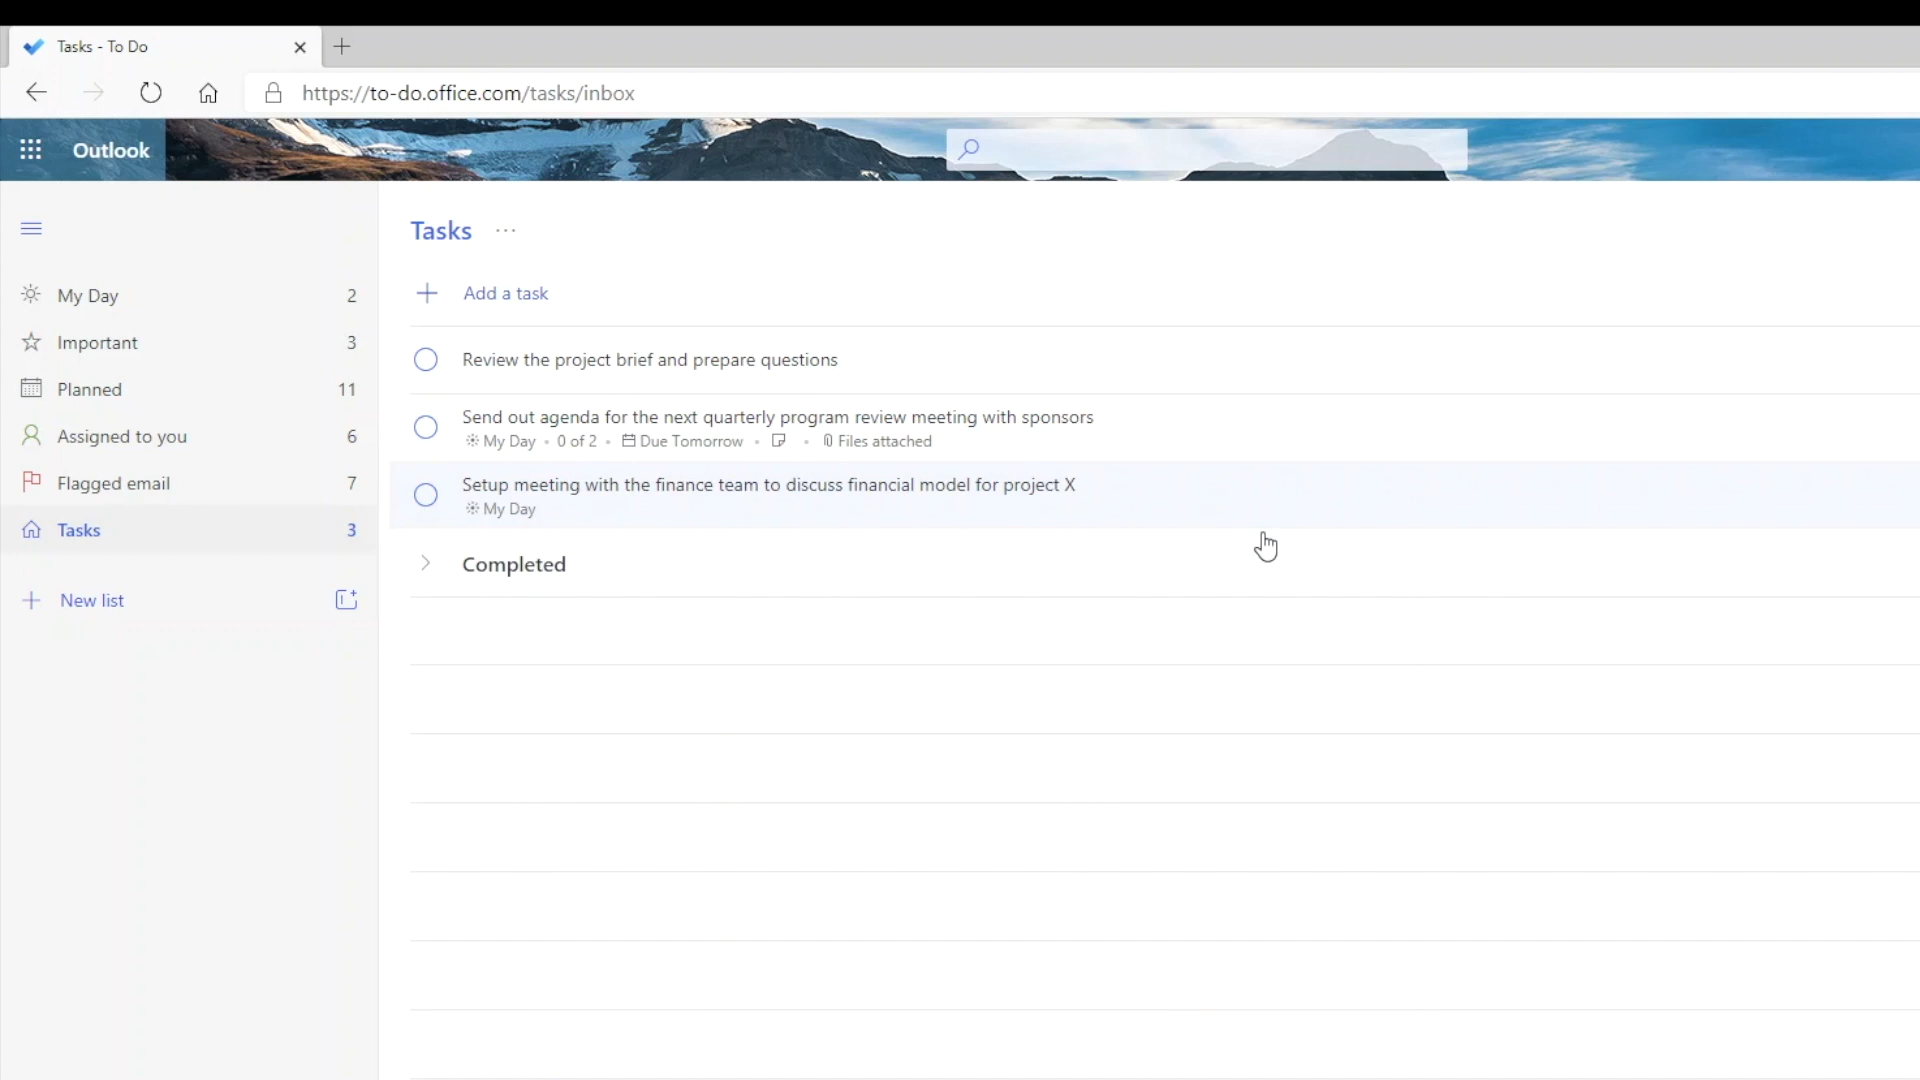 Tasks - To Do
https://to-do.office.com/tasks/inbox
Outlook
Tasks ...
Add a task
My Day 2
Important 3
Planned 11
Assigned to you 6
Flagged email 7
Tasks 3
New list
Review the project brief and prepare questions
Send out agenda for the next quarterly program review meeting with sponsors
My Day • 0 of 2 • Due Tomorrow • • Files attached
Setup meeting with the finance team to discuss financial model for project X
My Day
Completed